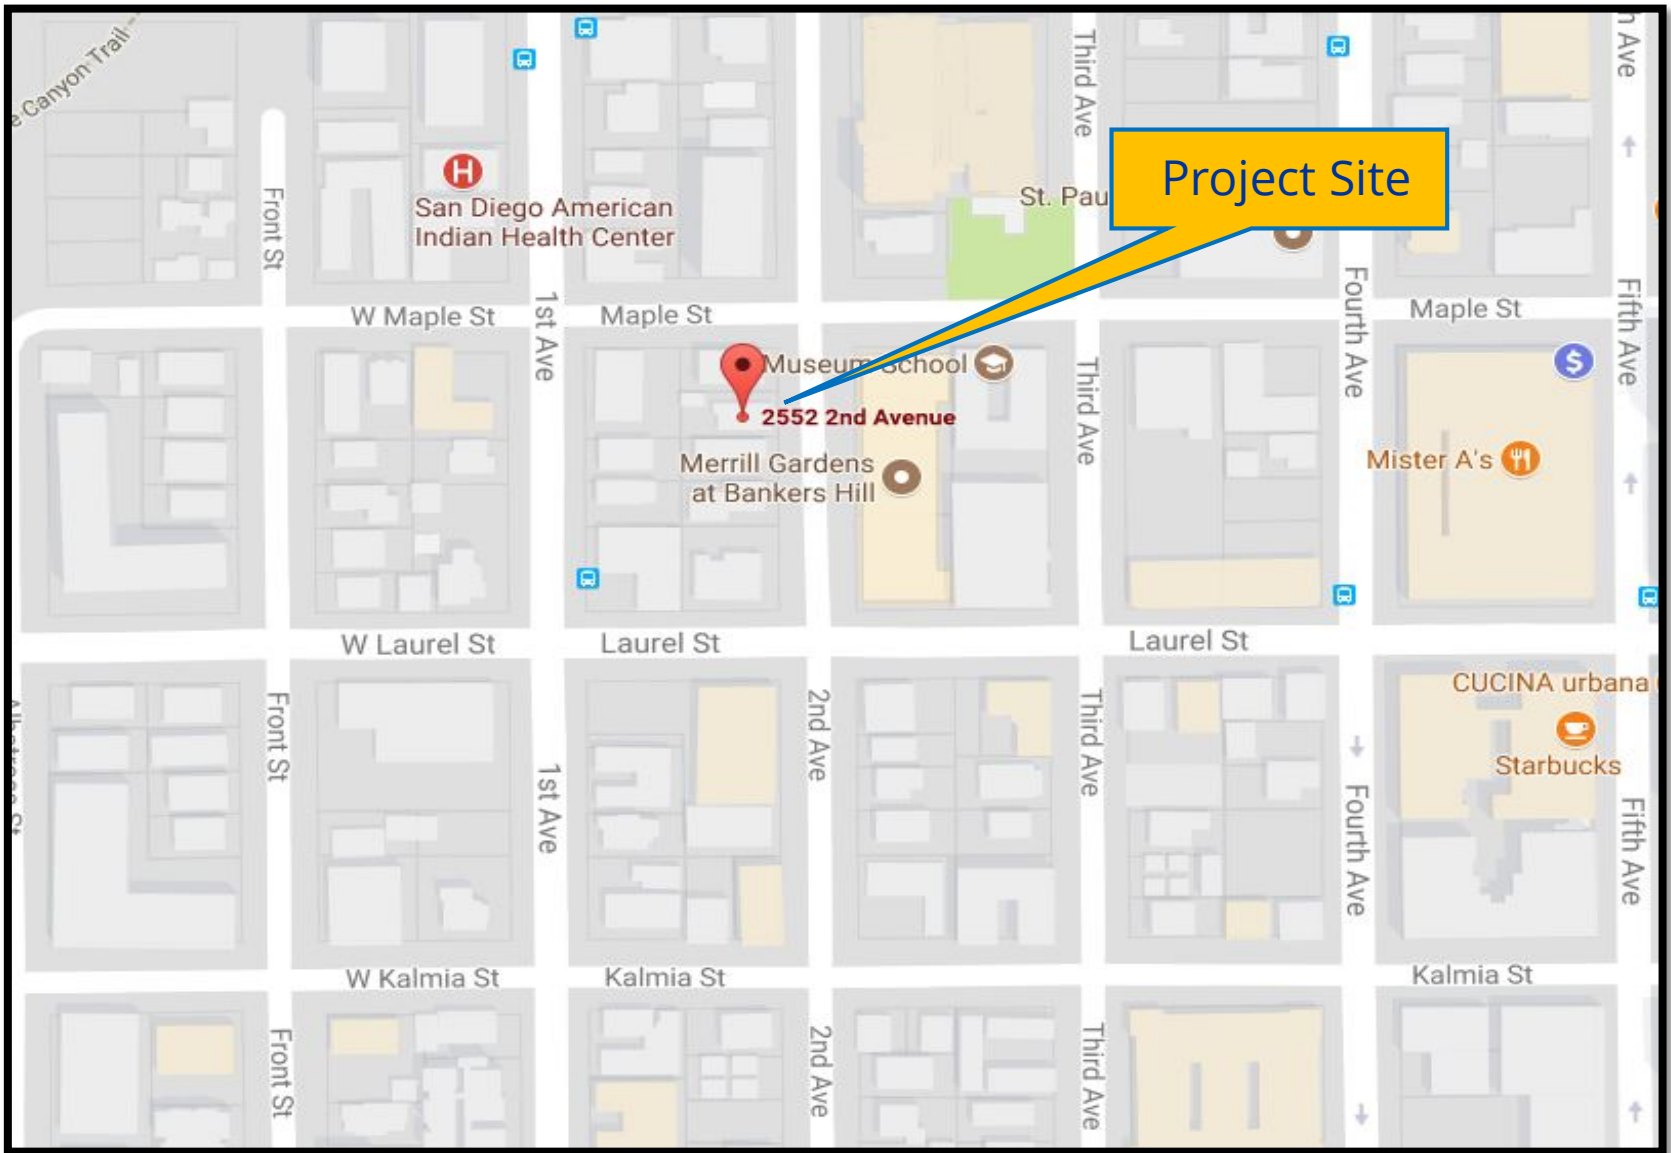 e Canyon Trail
Third Ave
h Ave
Project Site
San Diego American
Indian Health Center
St. Pau
Front St
W Maple St
1st Ave
Maple St
Fourth Ave
Maple St
Fifth Ave
Museum School
Third Ave
2552 2nd Avenue
Merrill Gardens
at Bankers Hill
Mister A's
W Laurel St
Laurel St
Laurel St
CUCINA urbana
Front St
2nd Ave
Third Ave
Starbucks
1st Ave
Fourth Ave
Fifth Ave
W Kalmia St
Kalmia St
Kalmia St
Front St
2nd Ave
Third Ave